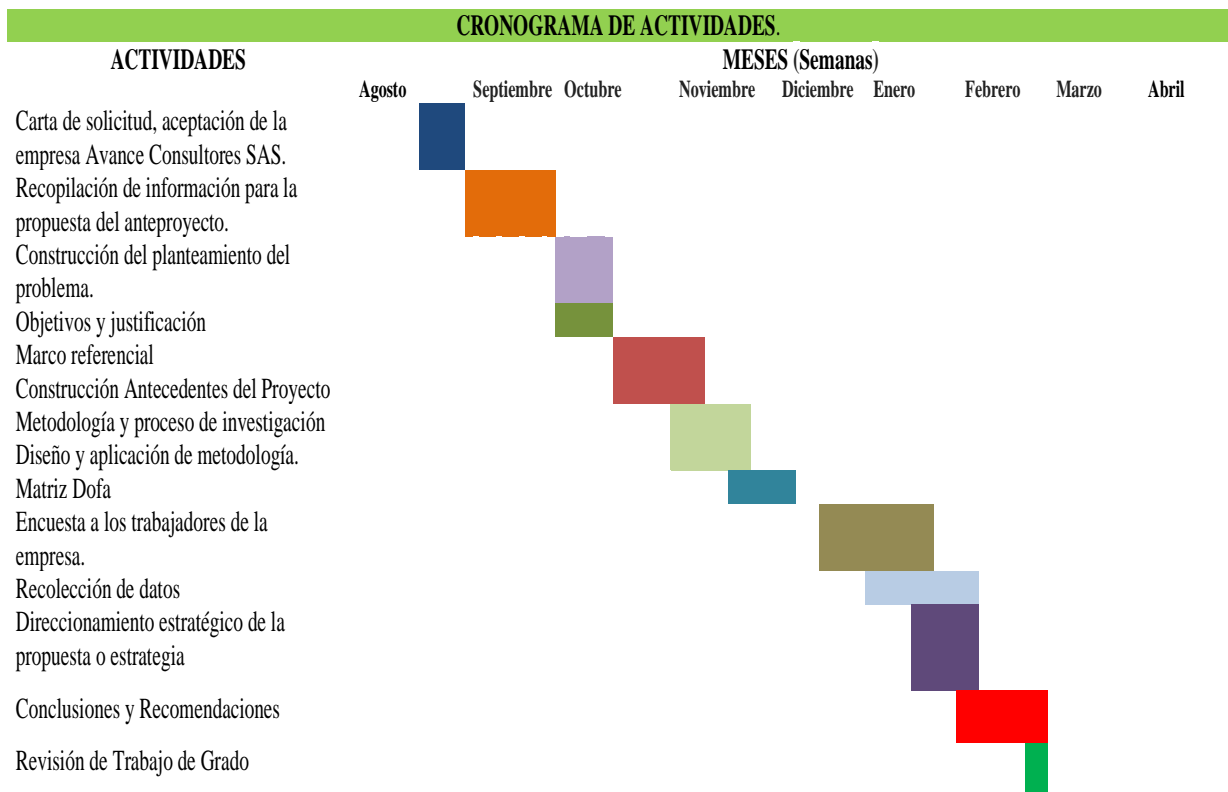 CRONOGRAMA DE ACTIVIDADES.
ACTIVIDADES
MESES (Semanas)
Agosto Septiembre Octubre Noviembre Diciembre Enero Febrero Marzo Abril
Carta de solicitud, aceptación de la
empresa Avance Consultores SAS.
Recopilación de información para la
propuesta del anteproyecto.
Construcción del planteamiento del
problema.
Objetivos y justificación
Marco referencial
Construcción Antecedentes del Proyecto
Metodología y proceso de investigación
Diseño y aplicación de metodología.
Matriz Dofa
Encuesta a los trabajadores de la
empresa.
Recolección de datos
Direccionamiento estratégico de la
propuesta o estrategia
Conclusiones y Recomendaciones
Revisión de Trabajo de Grado